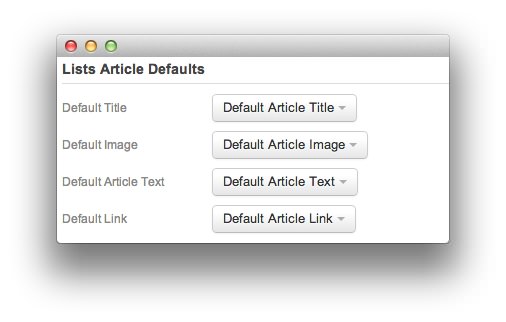 Lists Article Defaults
Default Title Default Article Title
Default Image Default Article Image
Default Article Text Default Article Text
Default Link Default Article Link